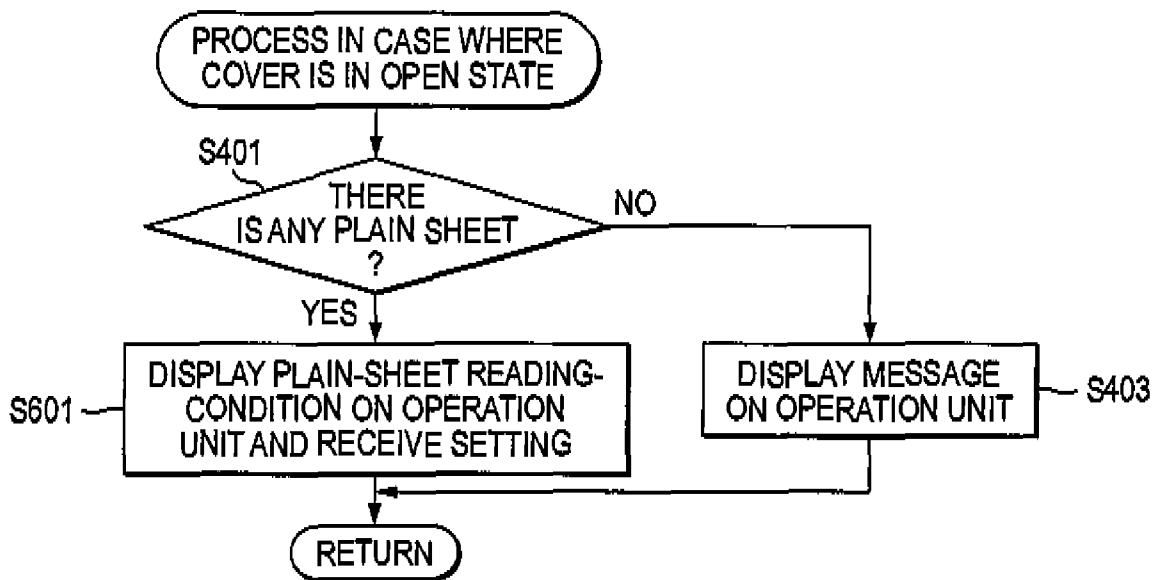 PROCESS IN CASE WHERE
COVER IS IN OPEN STATE
S401
THERE
IS ANY PLAIN SHEET
?
NO
YES
S601
DISPLAY PLAIN-SHEET READING-
CONDITION ON OPERATION
UNIT AND RECEIVE SETTING
DISPLAY MESSAGE
ON OPERATION UNIT
S403
RETURN